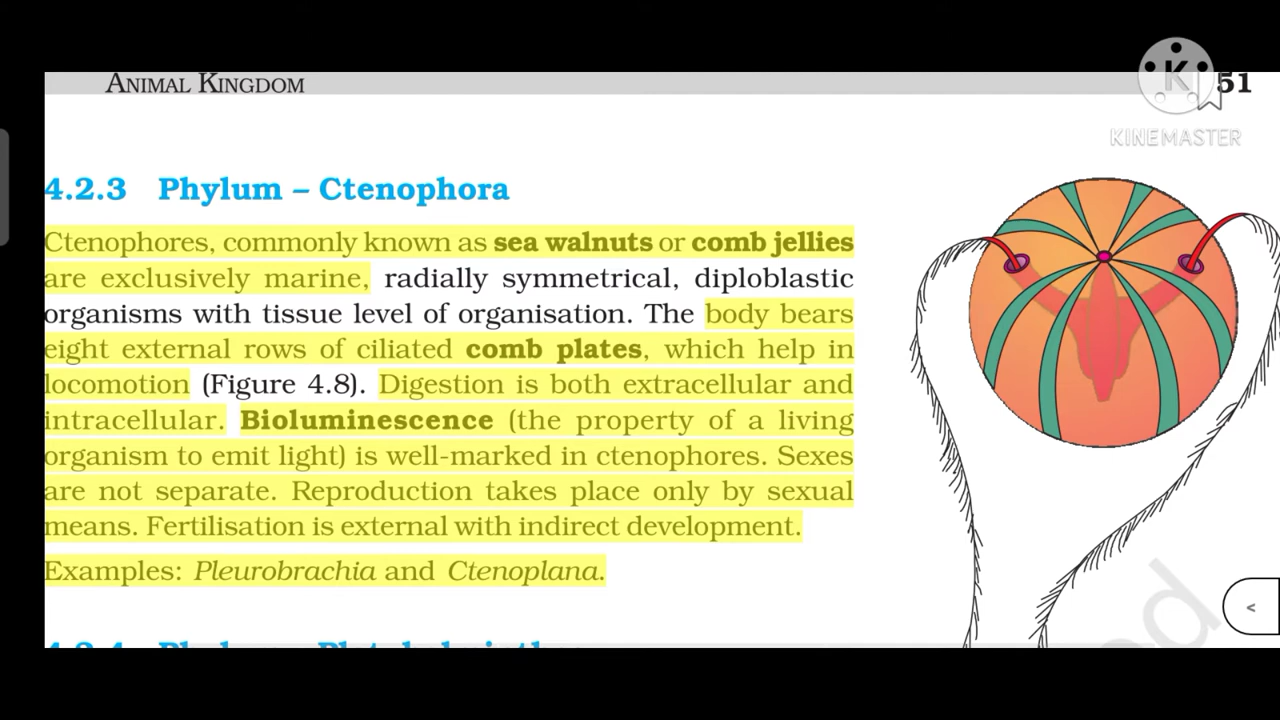 ANIMAL KINGDOM
51
KINEMASTER
4.2.3 Phylum – Ctenophora
Ctenophores, commonly known as sea walnuts or comb jellies
are exclusively marine, radially symmetrical, diploblastic
organisms with tissue level of organisation. The body bears
eight external rows of ciliated comb plates, which help in
locomotion (Figure 4.8). Digestion is both extracellular and
intracellular. Bioluminescence (the property of a living
organism to emit light) is well-marked in ctenophores. Sexes
are not separate. Reproduction takes place only by sexual
means. Fertilisation is external with indirect development.
Examples: Pleurobrachia and Ctenoplana.